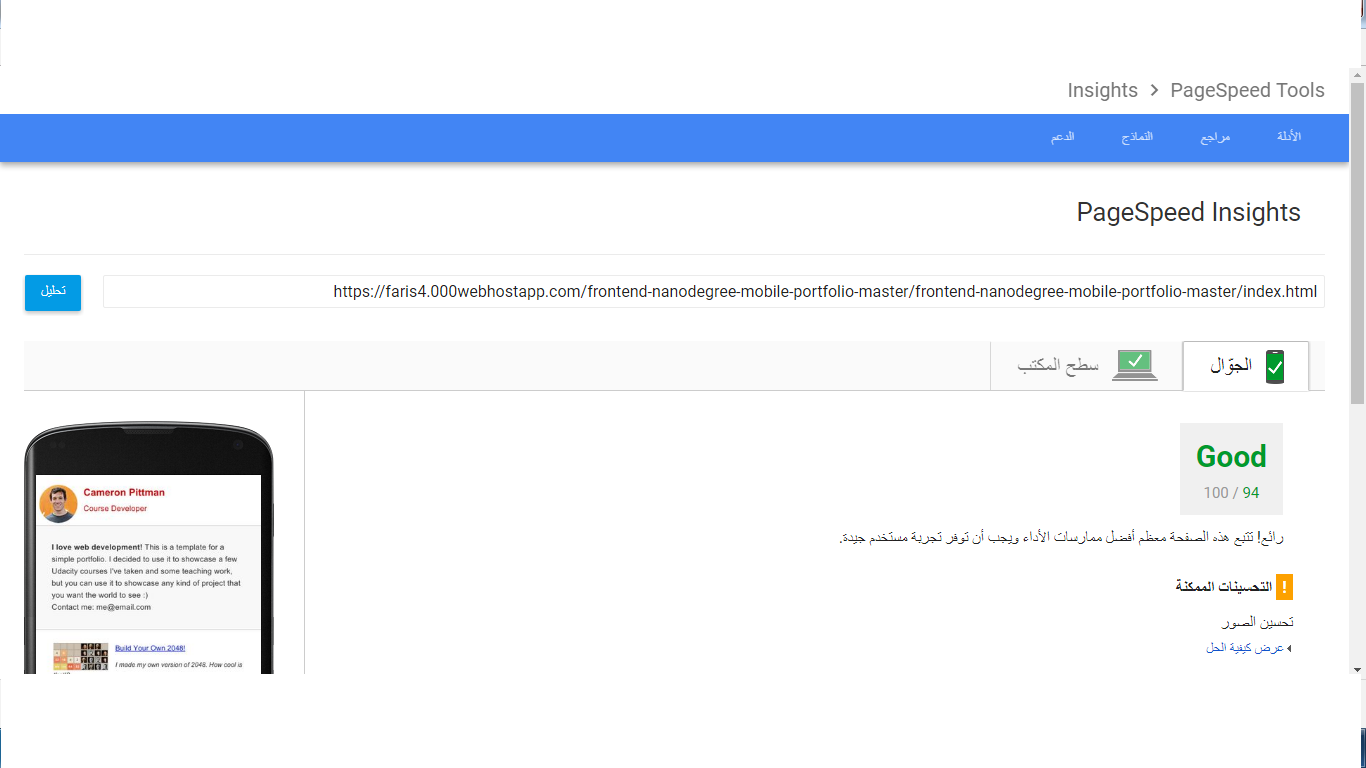 PageSpeed Tools > Insights
الأدلة
مراجع
النماذج
الدعم
PageSpeed Insights
https://faris4.000webhostapp.com/frontend-nanodegree-mobile-portfolio-master/frontend-nanodegree-mobile-portfolio-master/index.html
تحليل
الجوّال
سطح المكتب
Good
94 / 100
رائع! تتبع هذه الصفحة معظم أفضل ممارسات الأداء ويجب أن توفر تجربة مستخدم جيدة.
! التحسينات الممكنة
تحسين الصور
عرض كيفية الحل
Cameron Pittman
Course Developer
I love web development! This is a template for a
simple portfolio. I decided to use it to showcase a few
Udacity courses I've taken and some teaching work,
but you can use it to showcase any kind of project that
you want the world to see :)
Contact me: me@email.com
Build Your Own 2048!
I made my own version of 2048. How cool is